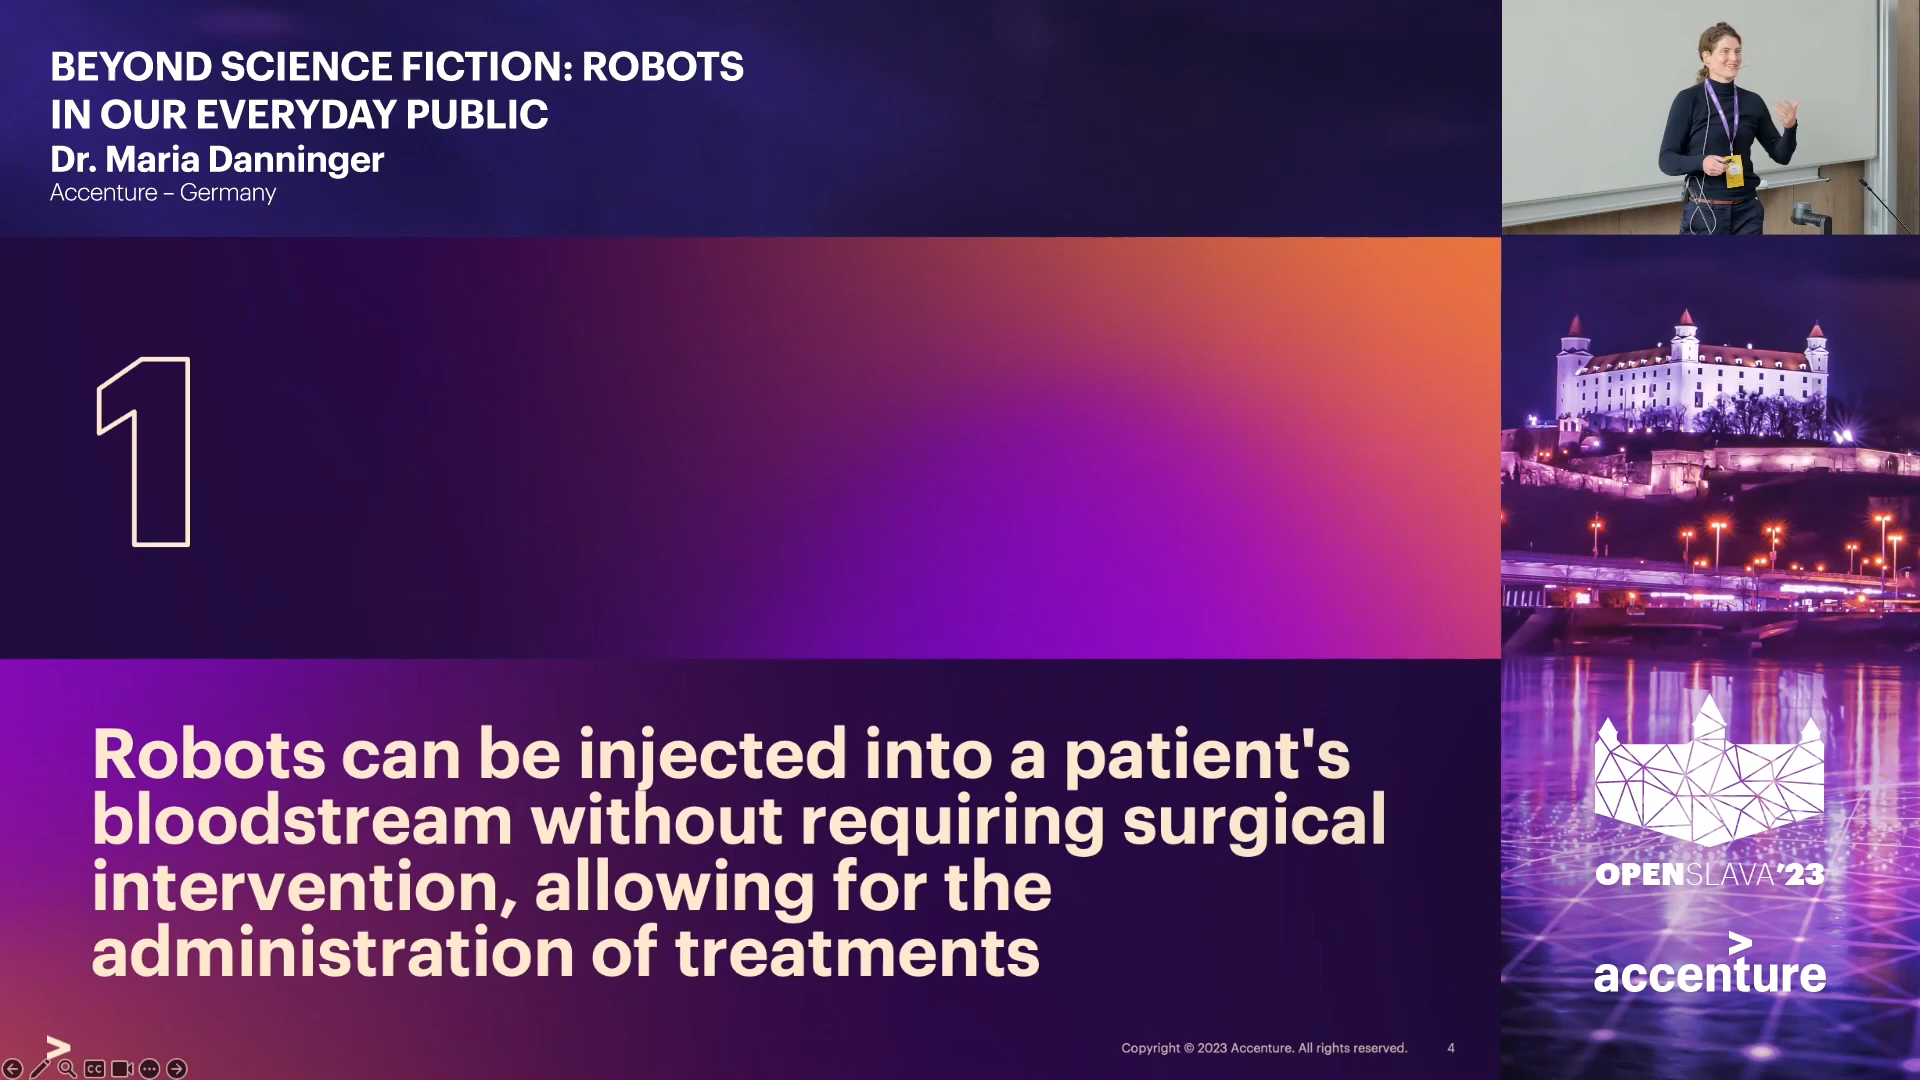 BEYOND SCIENCE FICTION: ROBOTS
IN OUR EVERYDAY PUBLIC
Dr. Maria Danninger
Accenture – Germany
1
Robots can be injected into a patient's
bloodstream without requiring surgical
intervention, allowing for the
administration of treatments
Copyright © 2023 Accenture. All rights reserved.
4
CC
OPENSLAVA'23
accenture